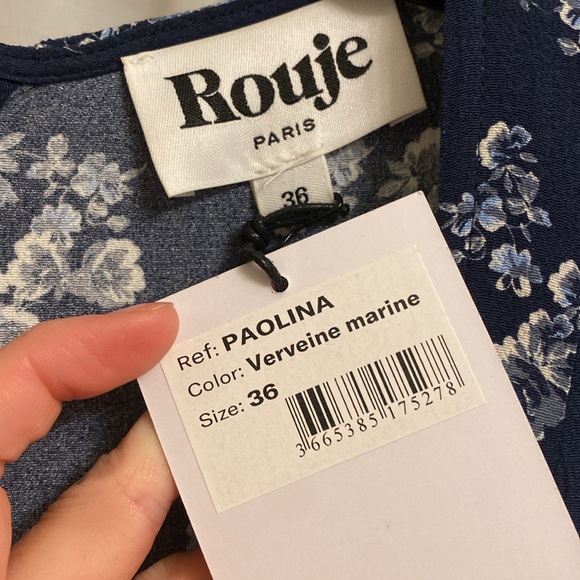 Rouje
PARIS
36
Ref: PAOLINA
Color: Verveine marine
Size: 36
3665385175278